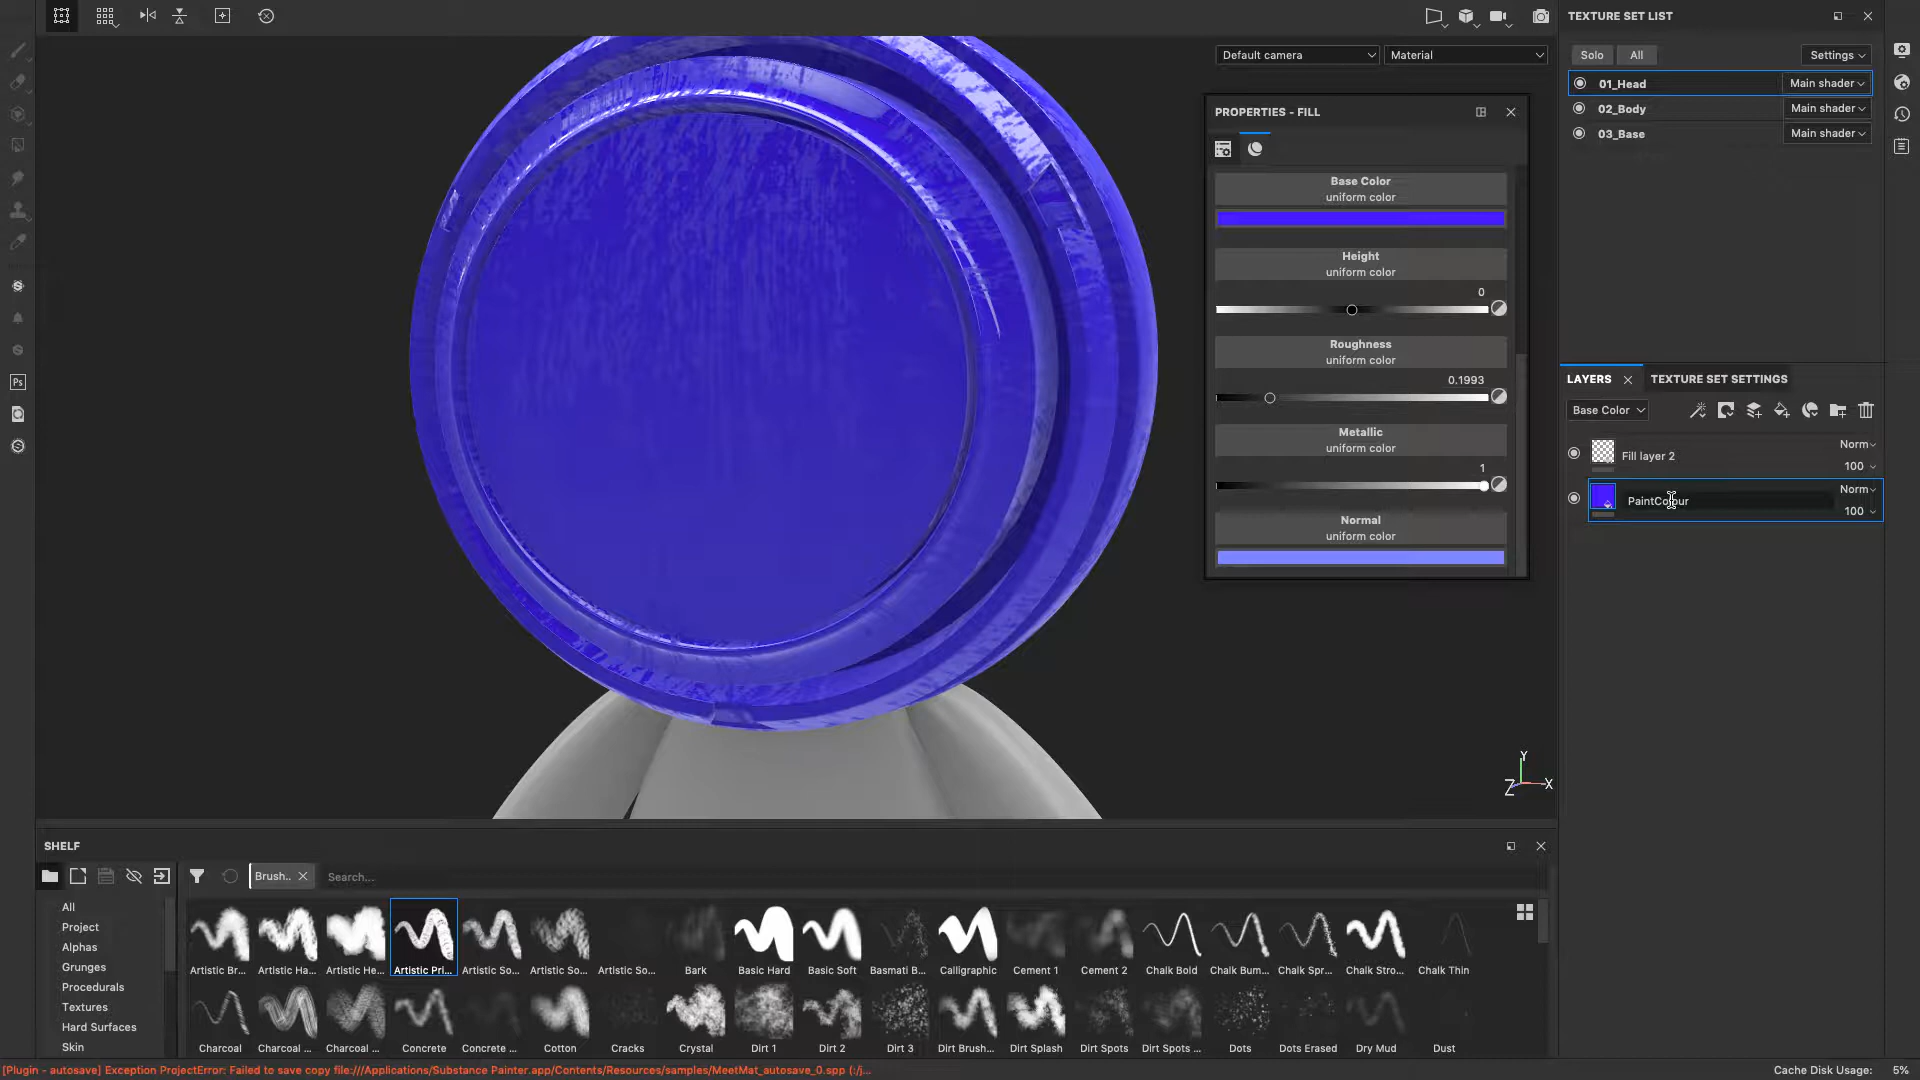 TEXTURE SET LIST
Solo
All
Settings
01_Head
Main shader
02_Body
Main shader
03_Base
Main shader
Default camera
Material
PROPERTIES - FILL
Base Color
uniform color
Height
uniform color
0
Roughness
uniform color
0.1993
Metallic
uniform color
1
Normal
uniform color
LAYERS
TEXTURE SET SETTINGS
Base Color
Fill layer 2
Norm
100
PaintColour
Norm
100
Ps
Y
Z
X
SHELF
Brush..
Search...
All
Project
Alphas
Grunges
Procedurals
Textures
Hard Surfaces
Skin
Artistic Br...
Artistic Ha...
Artistic He...
Artistic Pri...
Artistic So...
Artistic So...
Artistic So...
Bark
Basic Hard
Basic Soft
Basmati B...
Calligraphic
Cement 1
Cement 2
Chalk Bold
Chalk Bum...
Chalk Spr...
Chalk Stro...
Chalk Thin
Charcoal
Charcoal ...
Charcoal ...
Concrete
Concrete ...
Cotton
Cracks
Crystal
Dirt 1
Dirt 2
Dirt 3
Dirt Brush...
Dirt Splash
Dirt Spots
Dirt Spots ...
Dots
Dots Erased
Dry Mud
Dust
[Plugin - autosave] Exception ProjectError: Failed to save copy file:///Applications/Substance Painter.app/Contents/Resources/samples/MeetMat_autosave_0.spp (:/j...
Cache Disk Usage: 5%